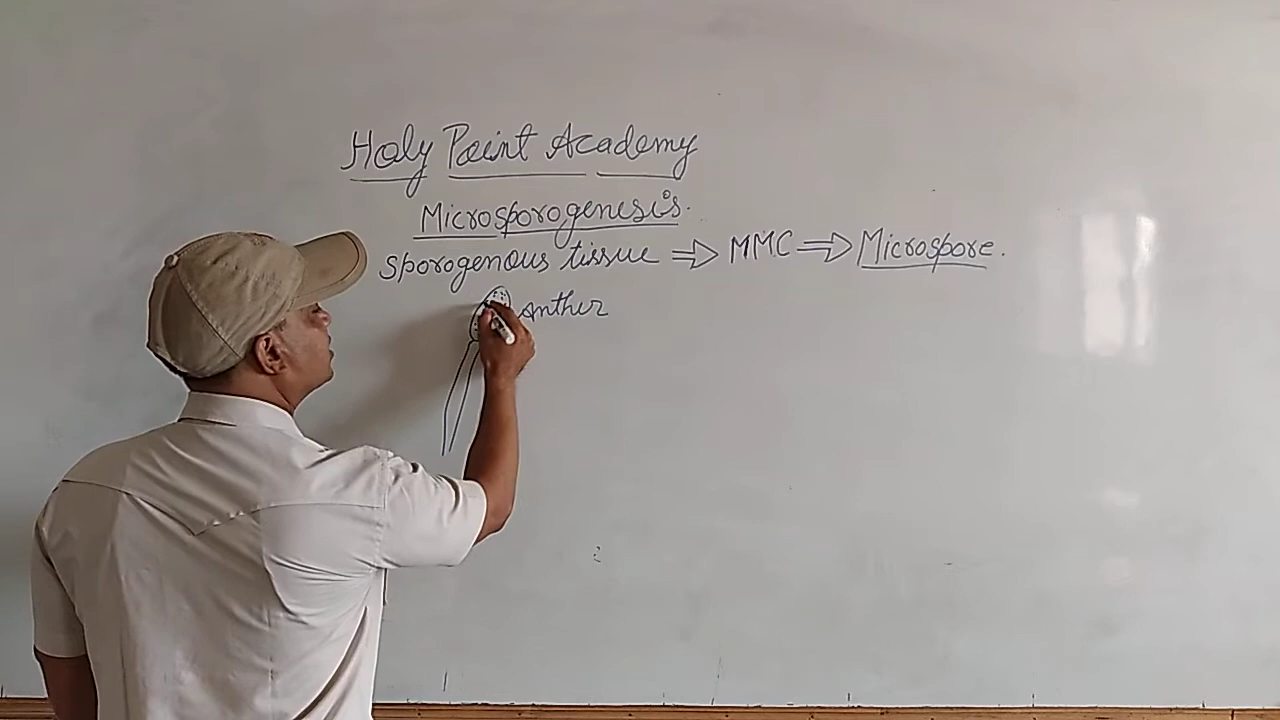 Holy Point Academy
Microsporogenesis.
sporogenous tissue ⇒ MMC ⇒ Microspore.
Anther